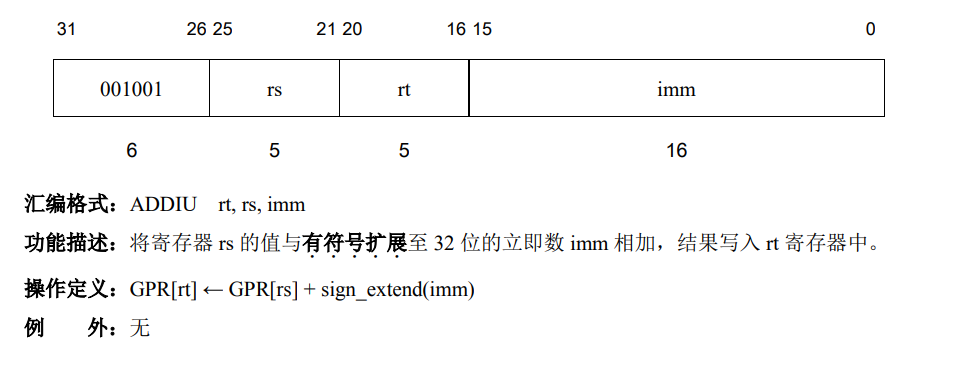 31 26 25 21 20 16 15 0
001001 rs rt imm
6 5 5 16
汇编格式：ADDIU rt, rs, imm
功能描述：将寄存器 rs 的值与有符号扩展至 32 位的立即数 imm 相加，结果写入 rt 寄存器中。
操作定义：GPR[rt] ← GPR[rs] + sign_extend(imm)
例 外：无